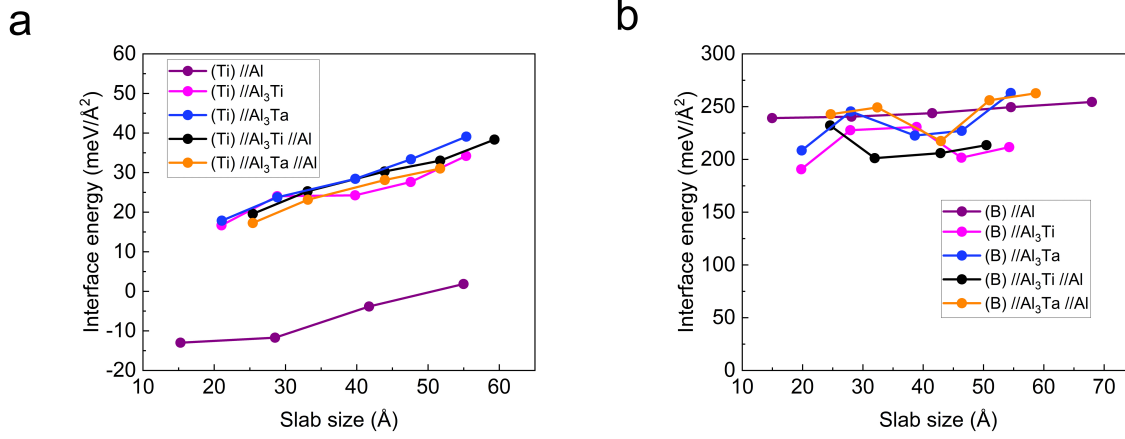 a
60
50
40
30
20
10
0
-10
-20
10 20 30 40 50 60
Interface energy (meV/Å²)
Slab size (Å)
(Ti) //Al
(Ti) //Al₃Ti
(Ti) //Al₃Ta
(Ti) //Al₃Ti //Al
(Ti) //Al₃Ta //Al
b
300
250
200
150
250
100
50
0
10 20 30 40 50 60 70
Interface energy (meV/Å²)
Slab size (Å)
(B) //Al
(B) //Al₃Ti
(B) //Al₃Ta
(B) //Al₃Ti //Al
(B) //Al₃Ta //Al